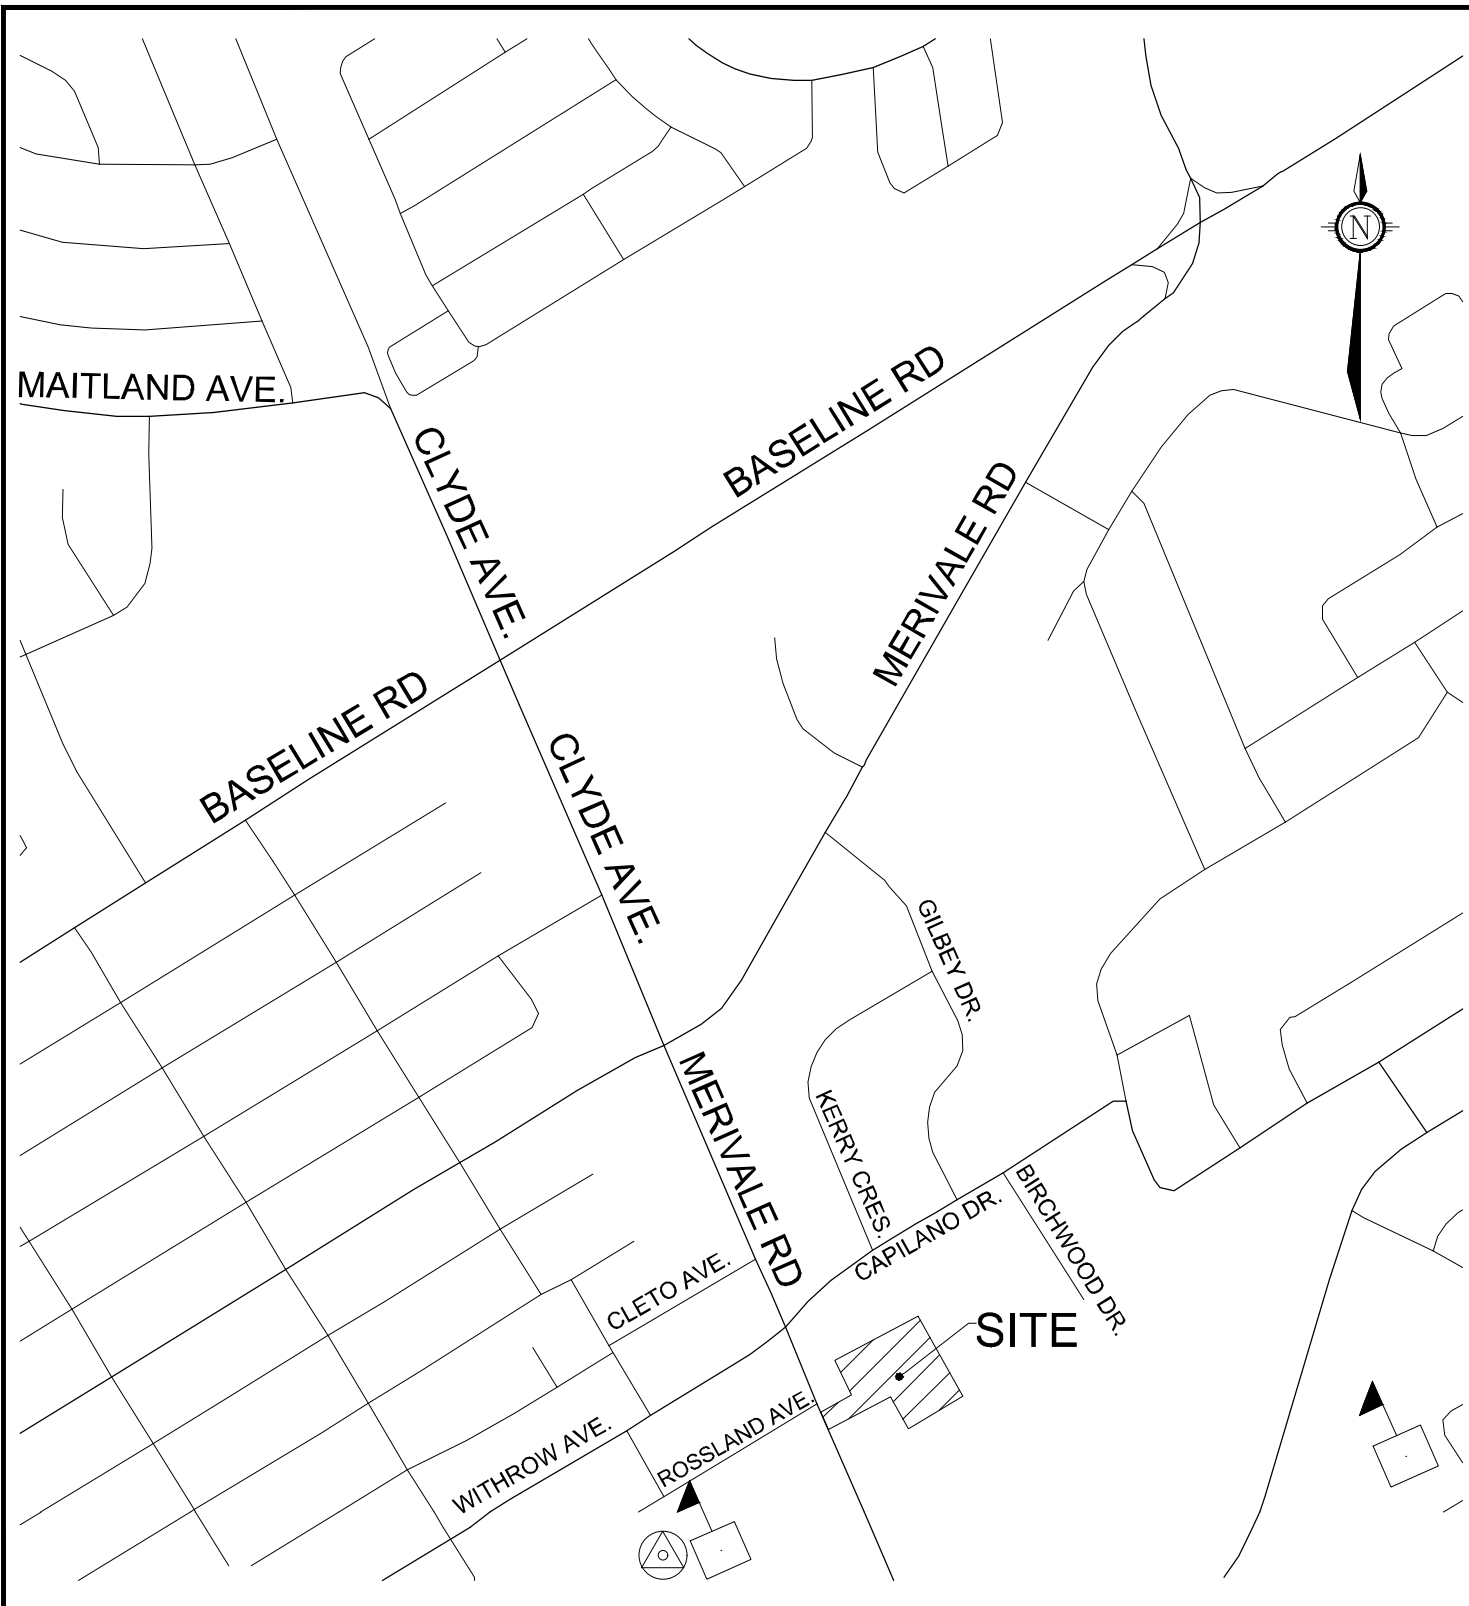 N
MAITLAND AVE.
BASELINE RD
CLYDE AVE.
MERIVALE RD
BASELINE RD
CLYDE AVE.
GILBEY DR.
MERIVALE RD
KERRY CRES.
CAPILANO DR.
BIRCHWOOD DR.
CLETO AVE.
SITE
ROSSLAND AVE.
WITHROW AVE.